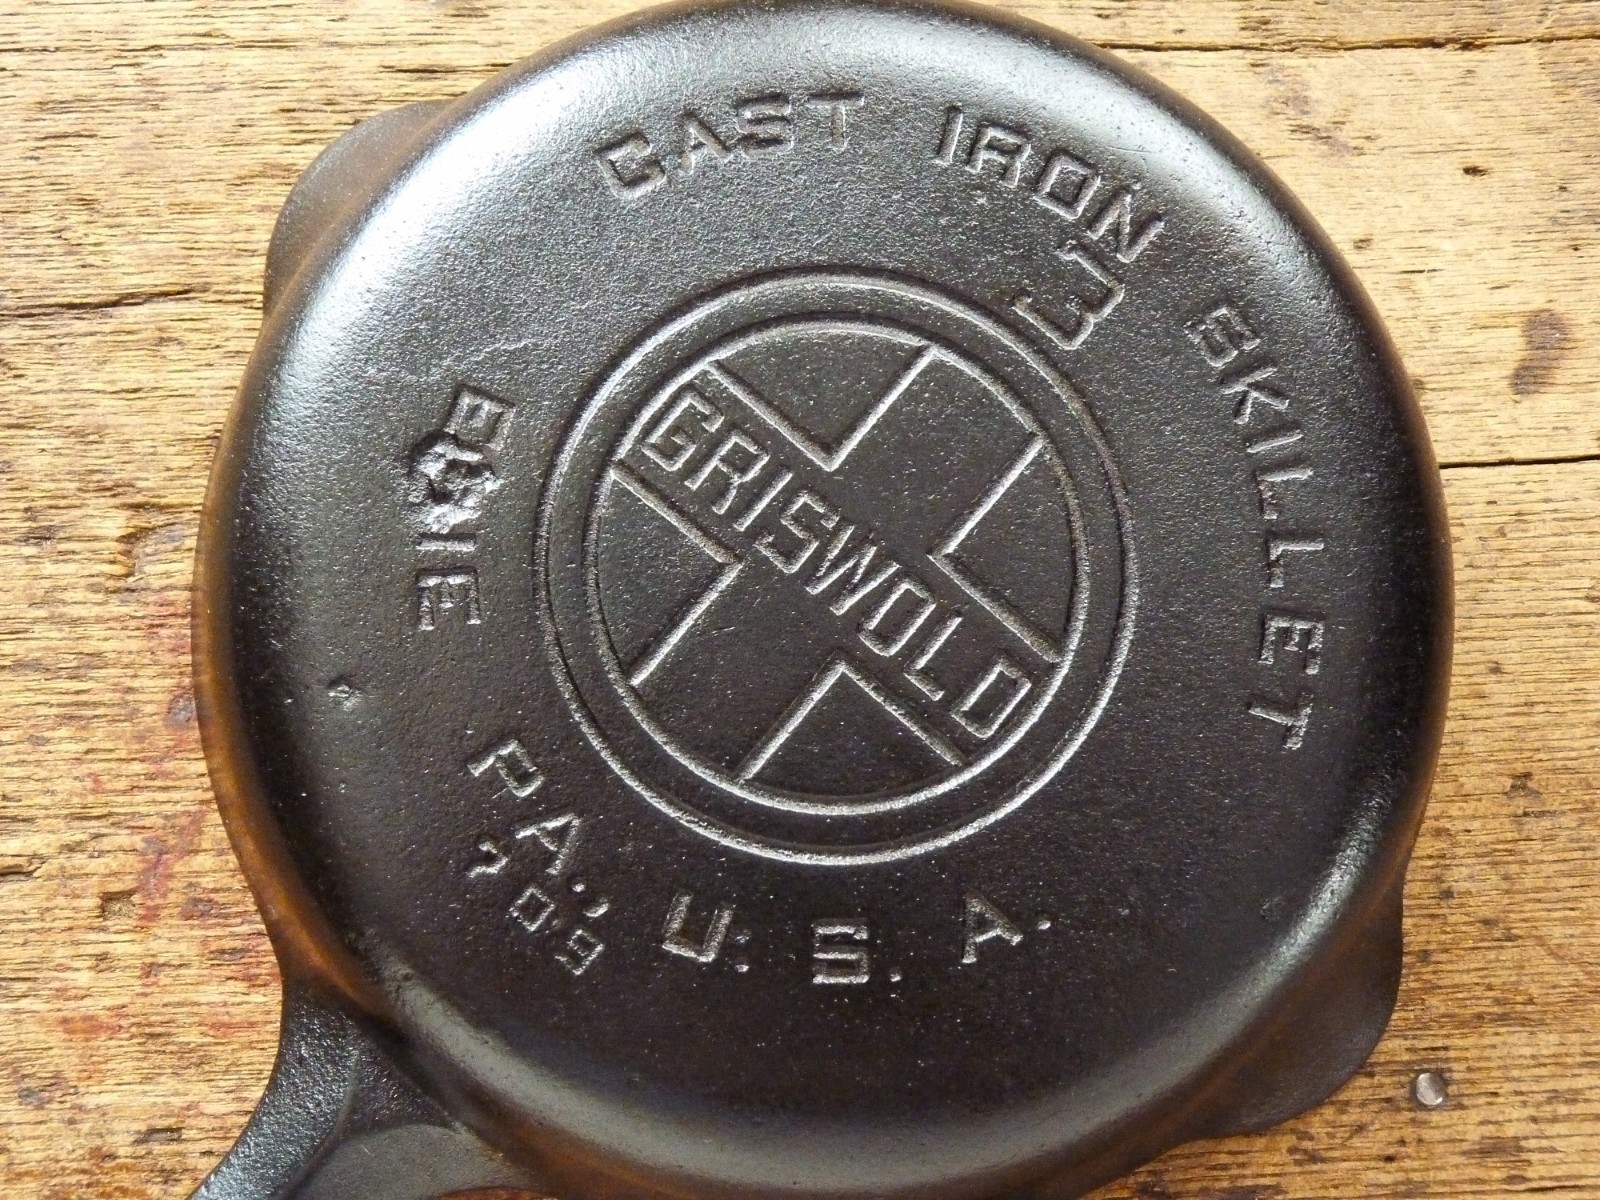 CAST IRON SKILLET
3
GRISWOLD
ERIE PA., U.S.A.
709